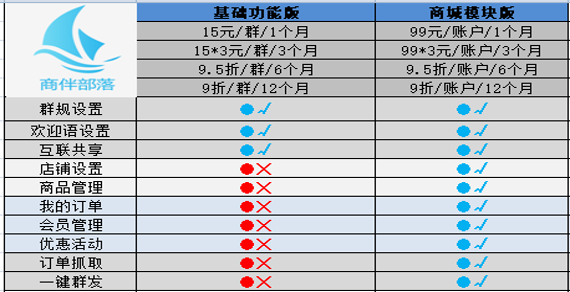 基础功能版 商城模块版
15元/群/1个月 99元/账户/1个月
15*3元/群/3个月 99*3元/账户/3个月
9.5折/群/6个月 9.5折/账户/6个月
商伴部落 9折/群/12个月 9折/账户/12个月
群规设置 ●√ ●√
欢迎语设置 ●√ ●√
互联共享 ●√ ●√
店铺设置 ●× ●√
商品管理 ●× ●√
我的订单 ●× ●√
会员管理 ●× ●√
优惠活动 ●× ●√
订单抓取 ●× ●√
一键群发 ●× ●√